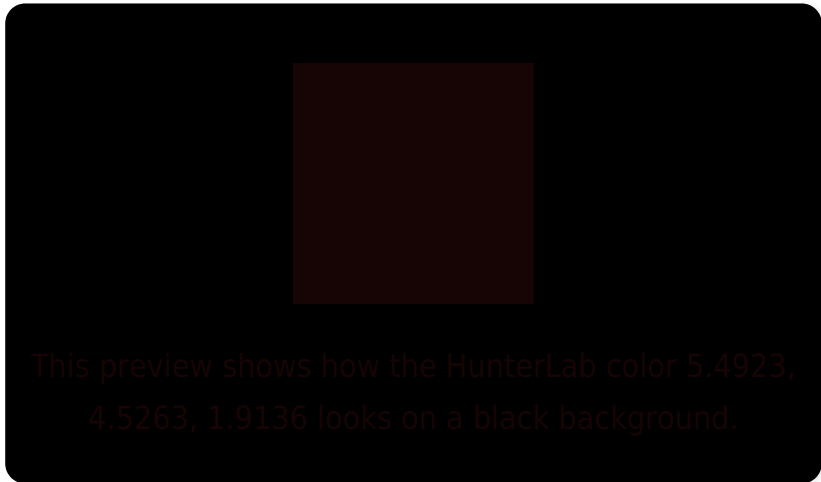 This preview shows how the HunterLab color 5.4923,
4.5263, 1.9136 looks on a black background.